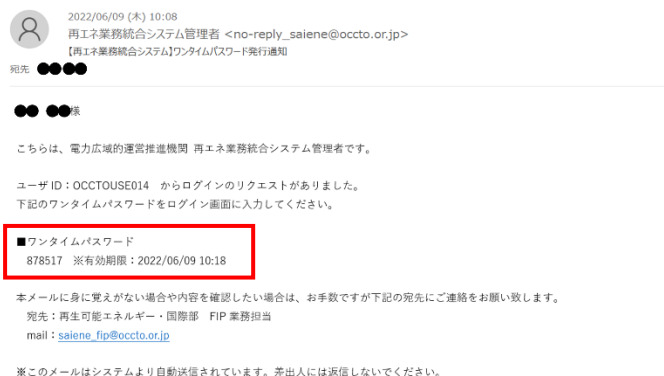 2022/06/09 (木) 10:08
再エネ業務統合システム管理者 <no-reply_saiene@occto.or.jp>
【再エネ業務統合システム】ワンタイムパスワード発行通知
宛先
様
こちらは、電力広域的運営推進機関 再エネ業務統合システム管理者です。
ユーザ ID：OCCTOUSE014 からログインのリクエストがありました。
下記のワンタイムパスワードをログイン画面に入力してください。
■ワンタイムパスワード
878517 ※有効期限：2022/06/09 10:18
本メールに身に覚えがない場合や内容を確認したい場合は、お手数ですが下記の宛先にご連絡をお願い致します。
宛先：再生可能エネルギー・国際部 FIP 業務担当
mail：saiene_fip@occto.or.jp
※このメールはシステムより自動送信されています。差出人には返信しないでください。